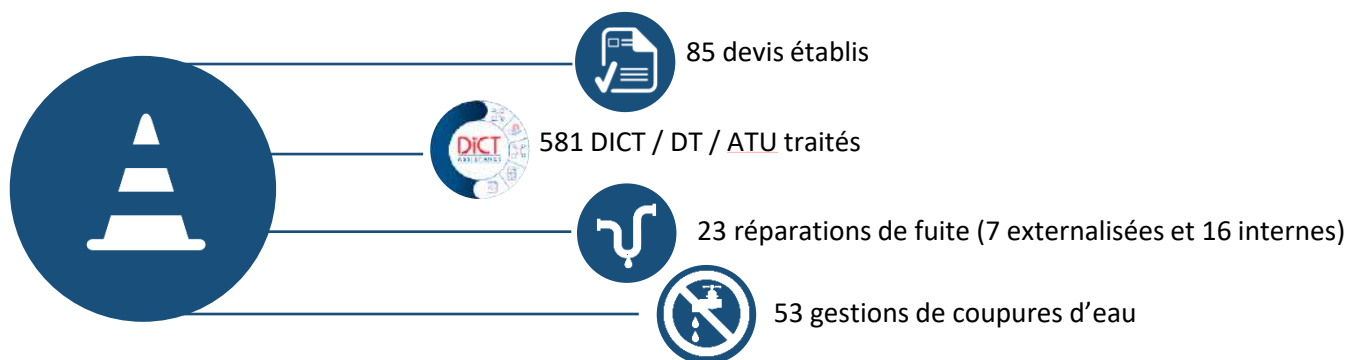 85 devis établis
DiCT
581 DICT / DT / ATU traités
23 réparations de fuite (7 externalisées et 16 internes)
53 gestions de coupures d’eau